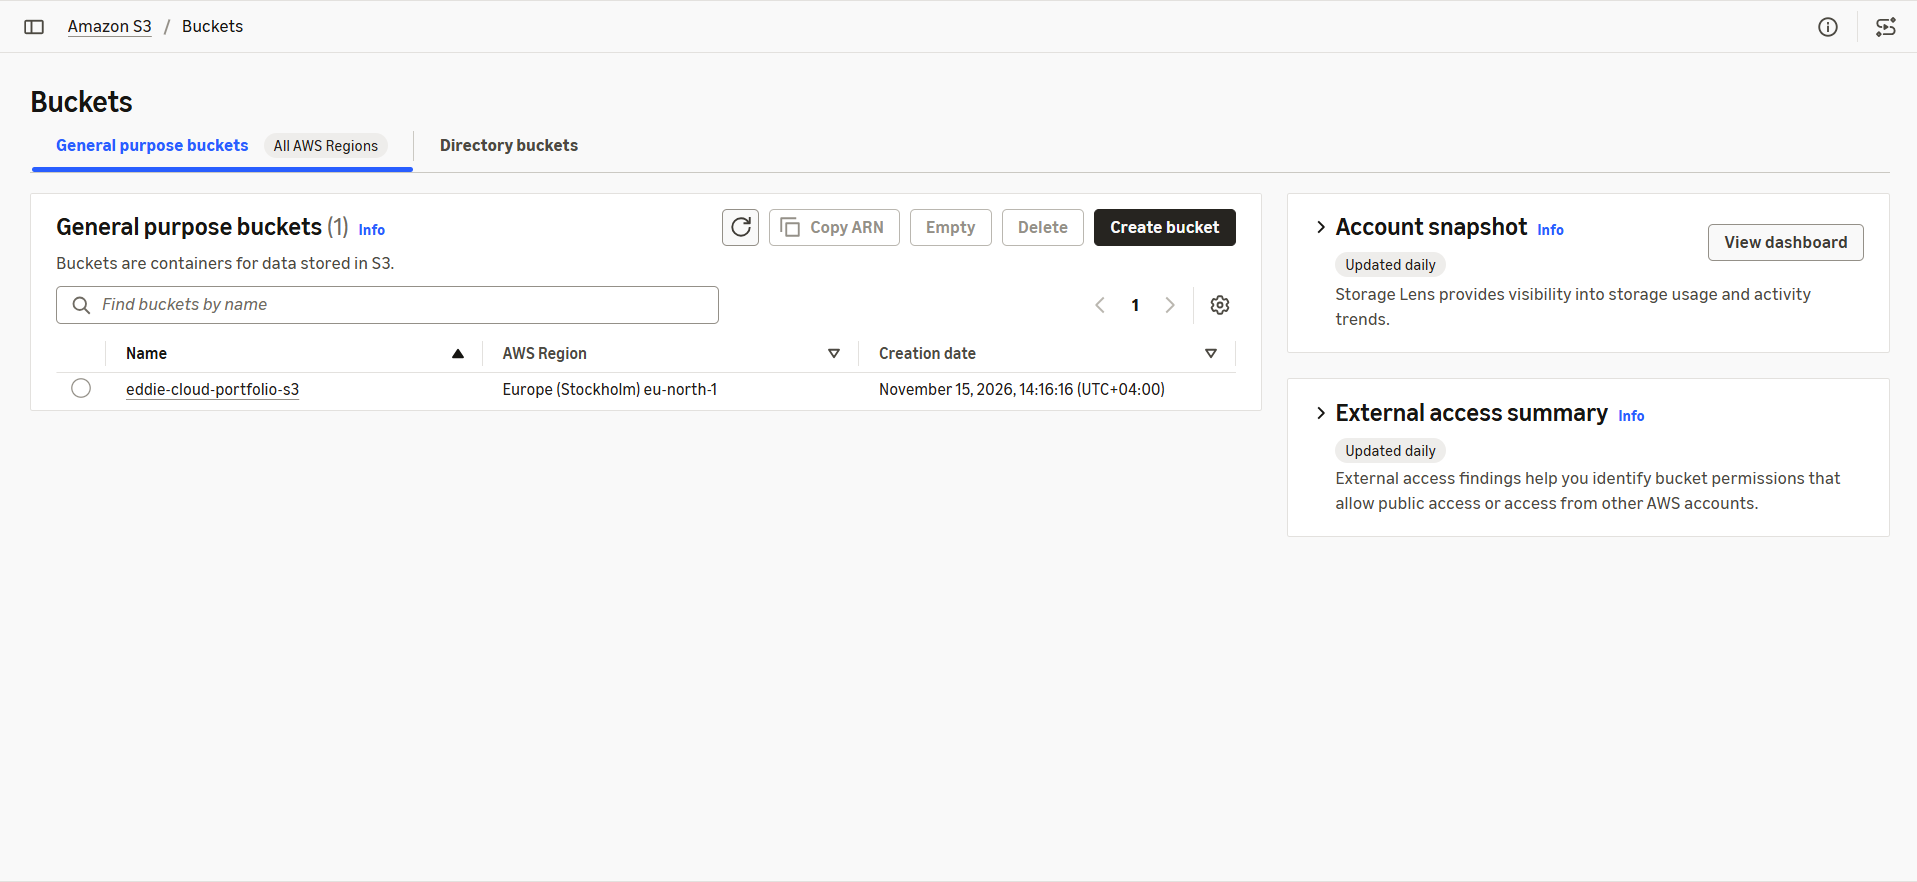 Amazon S3 / Buckets
Buckets
General purpose buckets All AWS Regions Directory buckets
General purpose buckets (1) Info
Copy ARN Empty Delete Create bucket
Buckets are containers for data stored in S3.
Find buckets by name
1
Name AWS Region Creation date
eddie-cloud-portfolio-s3 Europe (Stockholm) eu-north-1 November 15, 2026, 14:16:16 (UTC+04:00)
Account snapshot Info
View dashboard
Updated daily
Storage Lens provides visibility into storage usage and activity
trends.
External access summary Info
Updated daily
External access findings help you identify bucket permissions that
allow public access or access from other AWS accounts.